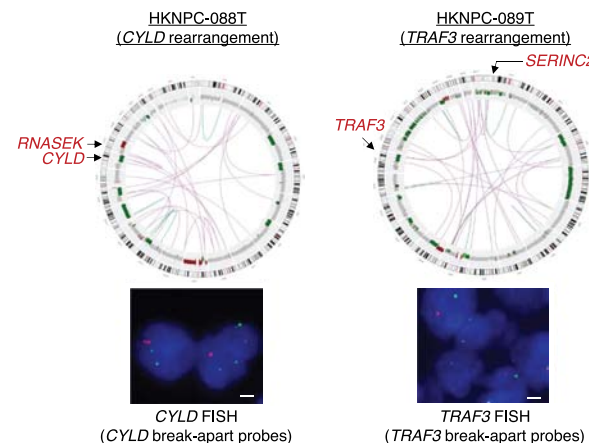 HKNPC-088T
(CYLD rearrangement)
RNASEK
CYLD
CYLD FISH
(CYLD break-apart probes)
HKNPC-089T
(TRAF3 rearrangement)
SERINC2
TRAF3
TRAF3 FISH
(TRAF3 break-apart probes)